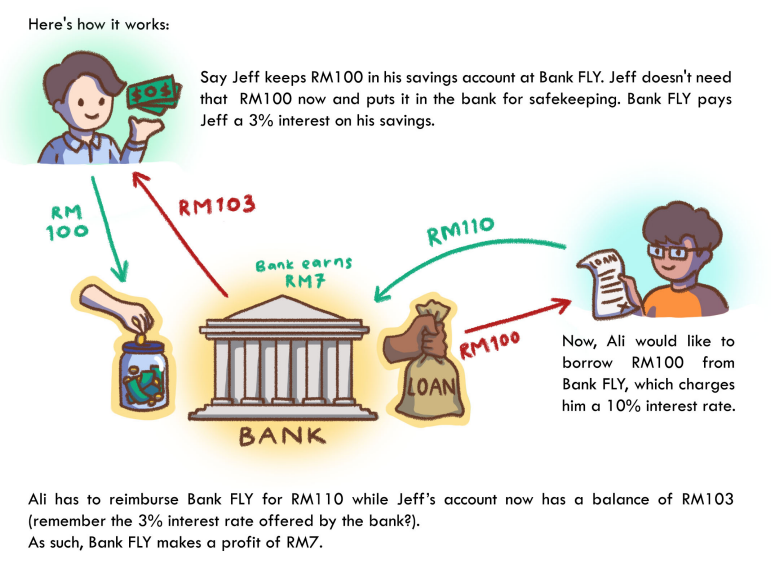 Here's how it works:
Say Jeff keeps RM100 in his savings account at Bank FLY. Jeff doesn't need
that RM100 now and puts it in the bank for safekeeping. Bank FLY pays
Jeff a 3% interest on his savings.
RM
100
RM103
RM110
Bank earns
RM7
LOAN
RM100
LOAN
BANK
Now, Ali would like to
borrow RM100 from
Bank FLY, which charges
him a 10% interest rate.
Ali has to reimburse Bank FLY for RM110 while Jeff's account now has a balance of RM103
(remember the 3% interest rate offered by the bank?).
As such, Bank FLY makes a profit of RM7.